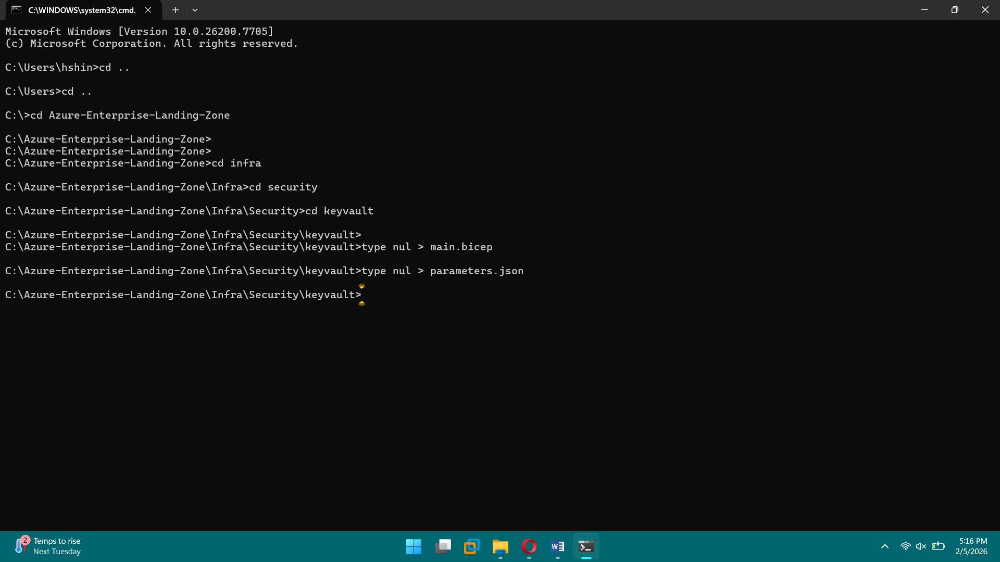 C:\WINDOWS\system32\cmd.
Microsoft Windows [Version 10.0.26200.7705]
(c) Microsoft Corporation. All rights reserved.
C:\Users\hshin>cd ..
C:\Users>cd ..
C:\>cd Azure-Enterprise-Landing-Zone
C:\Azure-Enterprise-Landing-Zone>
C:\Azure-Enterprise-Landing-Zone>
C:\Azure-Enterprise-Landing-Zone>cd infra
C:\Azure-Enterprise-Landing-Zone\Infra>cd security
C:\Azure-Enterprise-Landing-Zone\Infra\Security>cd keyvault
C:\Azure-Enterprise-Landing-Zone\Infra\Security\keyvault>
C:\Azure-Enterprise-Landing-Zone\Infra\Security\keyvault>type nul > main.bicep
C:\Azure-Enterprise-Landing-Zone\Infra\Security\keyvault>type nul > parameters.json
C:\Azure-Enterprise-Landing-Zone\Infra\Security\keyvault>
2
Temps to rise
Next Tuesday
W
5:16 PM
2/5/2026